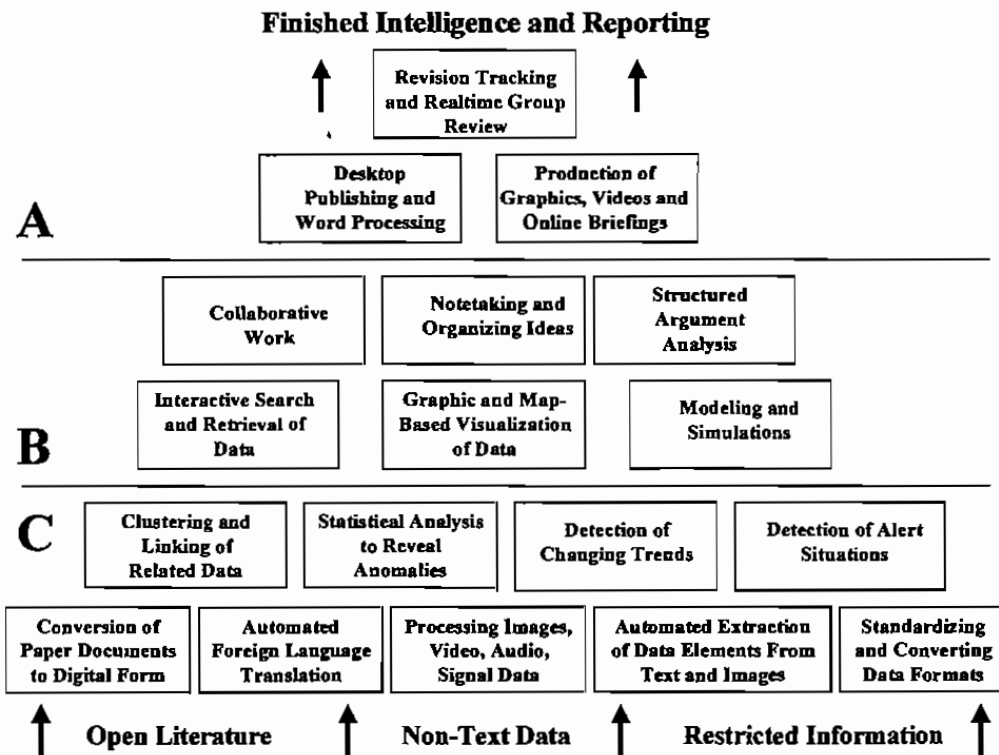 Finished Intelligence and Reporting
Revision Tracking
and Realtime Group
Review
Desktop
Publishing and
Word Processing
Production of
Graphics, Videos and
Online Briefings
A
Collaborative
Work
Notetaking and
Organizing Ideas
Structured
Argument
Analysis
Interactive Search
and Retrieval of
Data
Graphic and Map-
Based Visualization
of Data
Modeling and
Simulations
B
C
Clustering and
Linking of
Related Data
Statistical Analysis
to Reveal
Anomalies
Detection of
Changing Trends
Detection of Alert
Situations
Conversion of
Paper Documents
to Digital Form
Automated
Foreign Language
Translation
Processing Images,
Video, Audio,
Signal Data
Automated Extraction
of Data Elements From
Text and Images
Standardizing
and Converting
Data Formats
Open Literature
Non-Text Data
Restricted Information